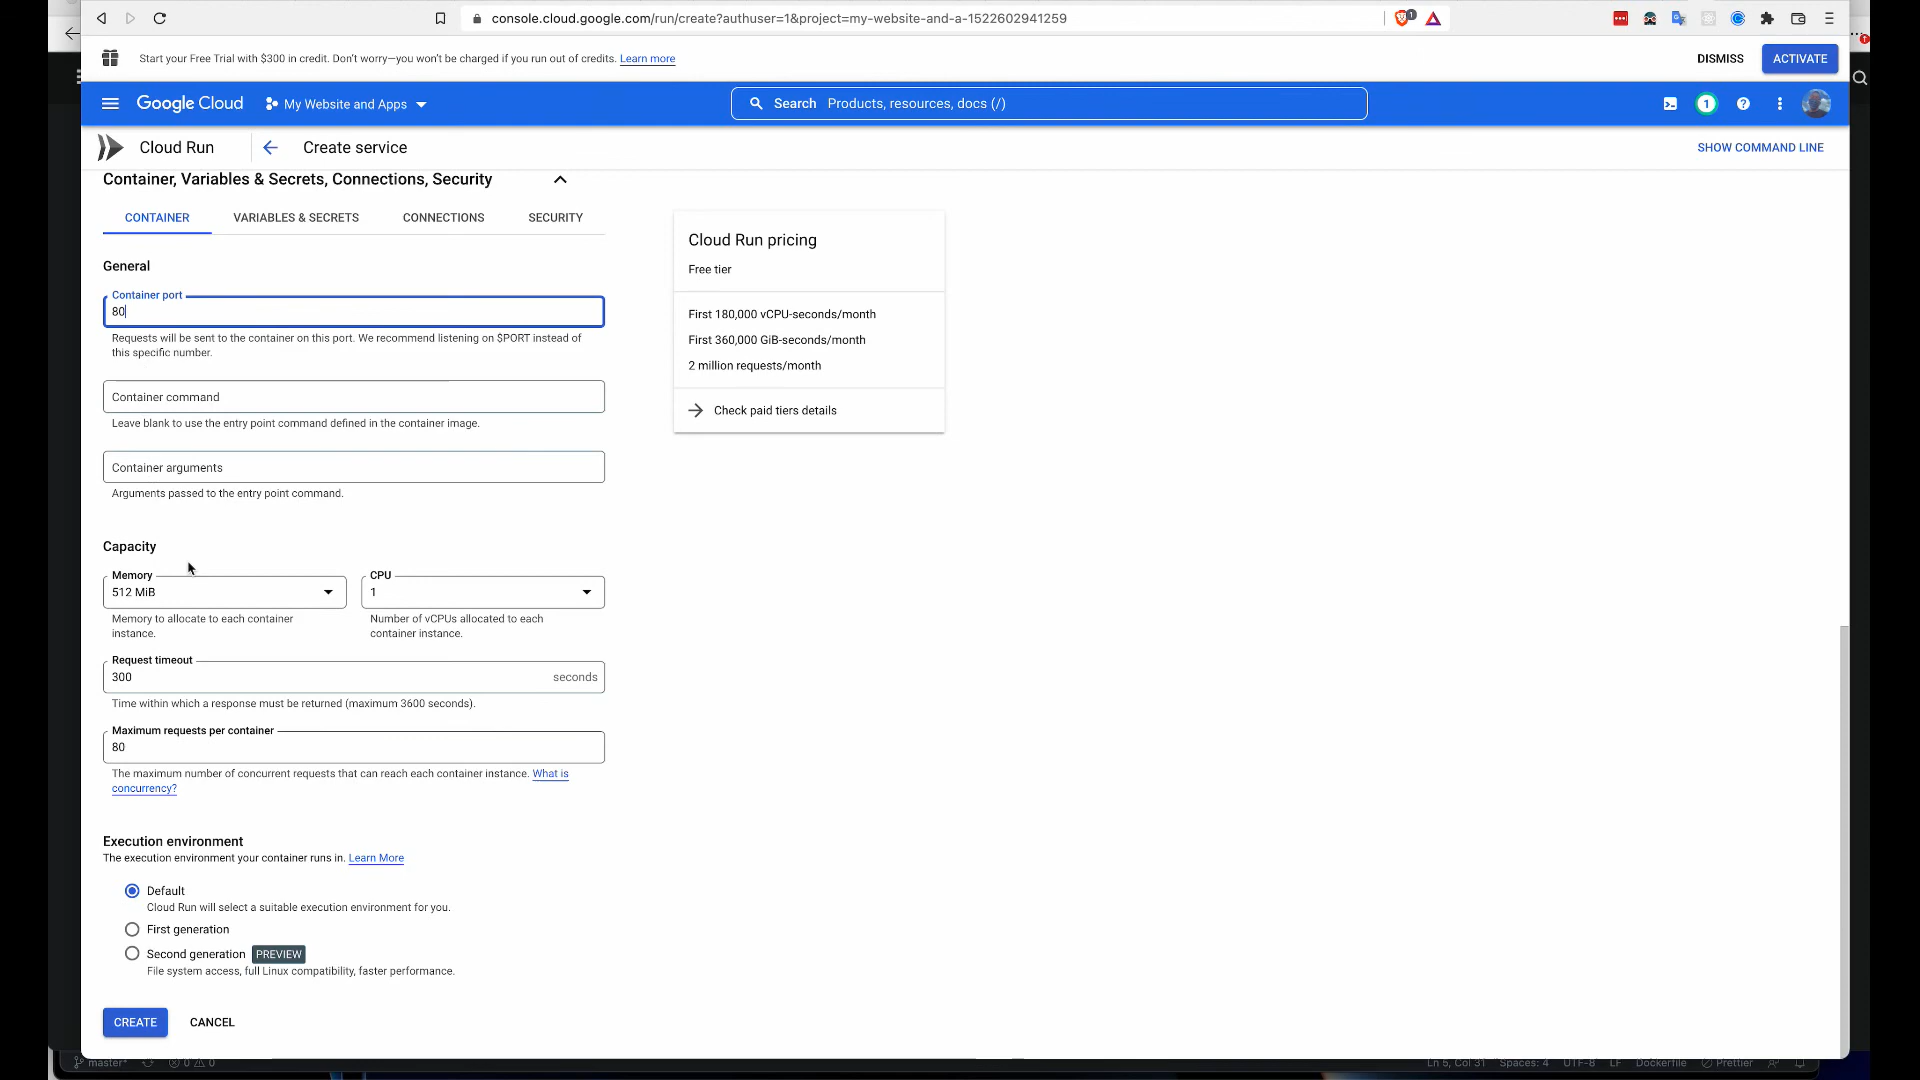 console.cloud.google.com/run/create?authuser=1&project=my-website-and-a-1522602941259
1
Start your Free Trial with $300 in credit. Don't worry—you won't be charged if you run out of credits. Learn more
DISMISS
ACTIVATE
Google Cloud
My Website and Apps
Search Products, resources, docs (/)
1
Cloud Run
Create service
SHOW COMMAND LINE
Container, Variables & Secrets, Connections, Security
CONTAINER
VARIABLES & SECRETS
CONNECTIONS
SECURITY
General
Container port
80
Requests will be sent to the container on this port. We recommend listening on $PORT instead of
this specific number.
Container command
Leave blank to use the entry point command defined in the container image.
Container arguments
Arguments passed to the entry point command.
Capacity
Memory
512 MiB
Memory to allocate to each container
instance.
CPU
1
Number of vCPUs allocated to each
container instance.
Request timeout
300
seconds
Time within which a response must be returned (maximum 3600 seconds).
Maximum requests per container
80
The maximum number of concurrent requests that can reach each container instance. What is
concurrency?
Execution environment
The execution environment your container runs in. Learn More
Default
Cloud Run will select a suitable execution environment for you.
First generation
Second generation PREVIEW
File system access, full Linux compatibility, faster performance.
CREATE
CANCEL
Cloud Run pricing
Free tier
First 180,000 vCPU-seconds/month
First 360,000 GiB-seconds/month
2 million requests/month
Check paid tiers details
master*
0
0
Ln 5, Col 31
Spaces: 4
UTF-8
LF
Dockerfile
Prettier